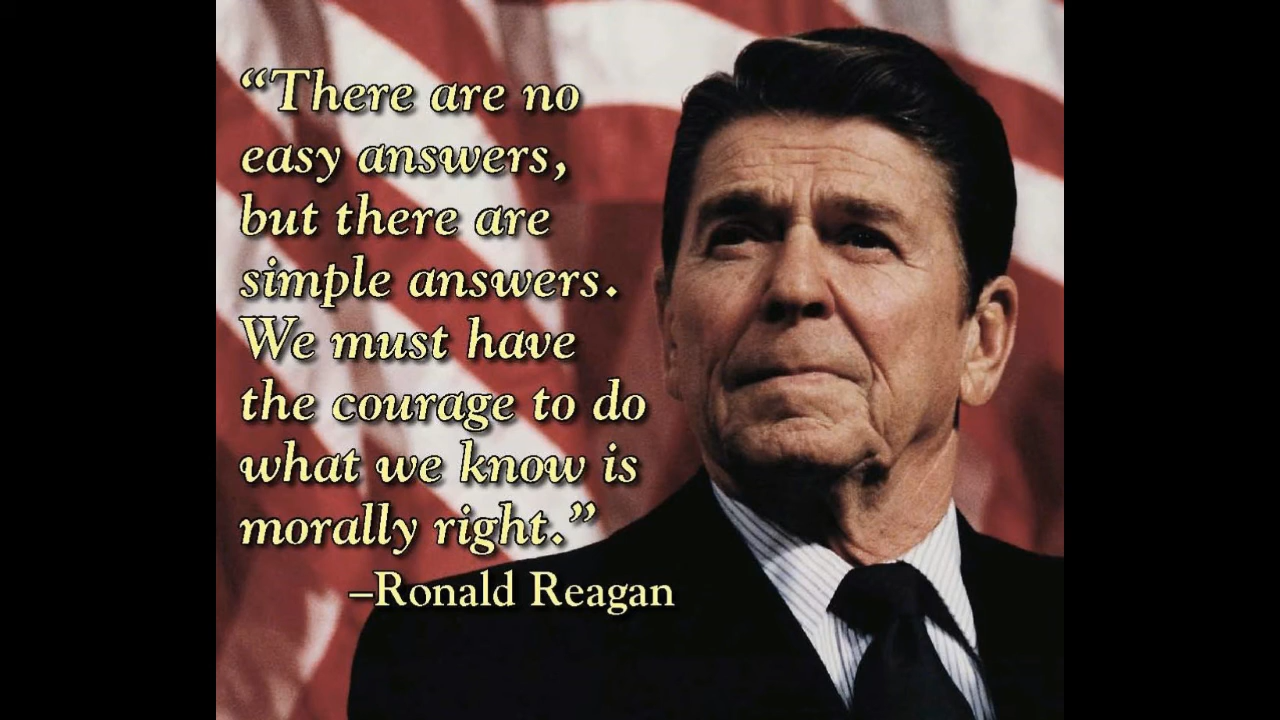 “There are no
easy answers,
but there are
simple answers.
We must have
the courage to do
what we know is
morally right.”
–Ronald Reagan